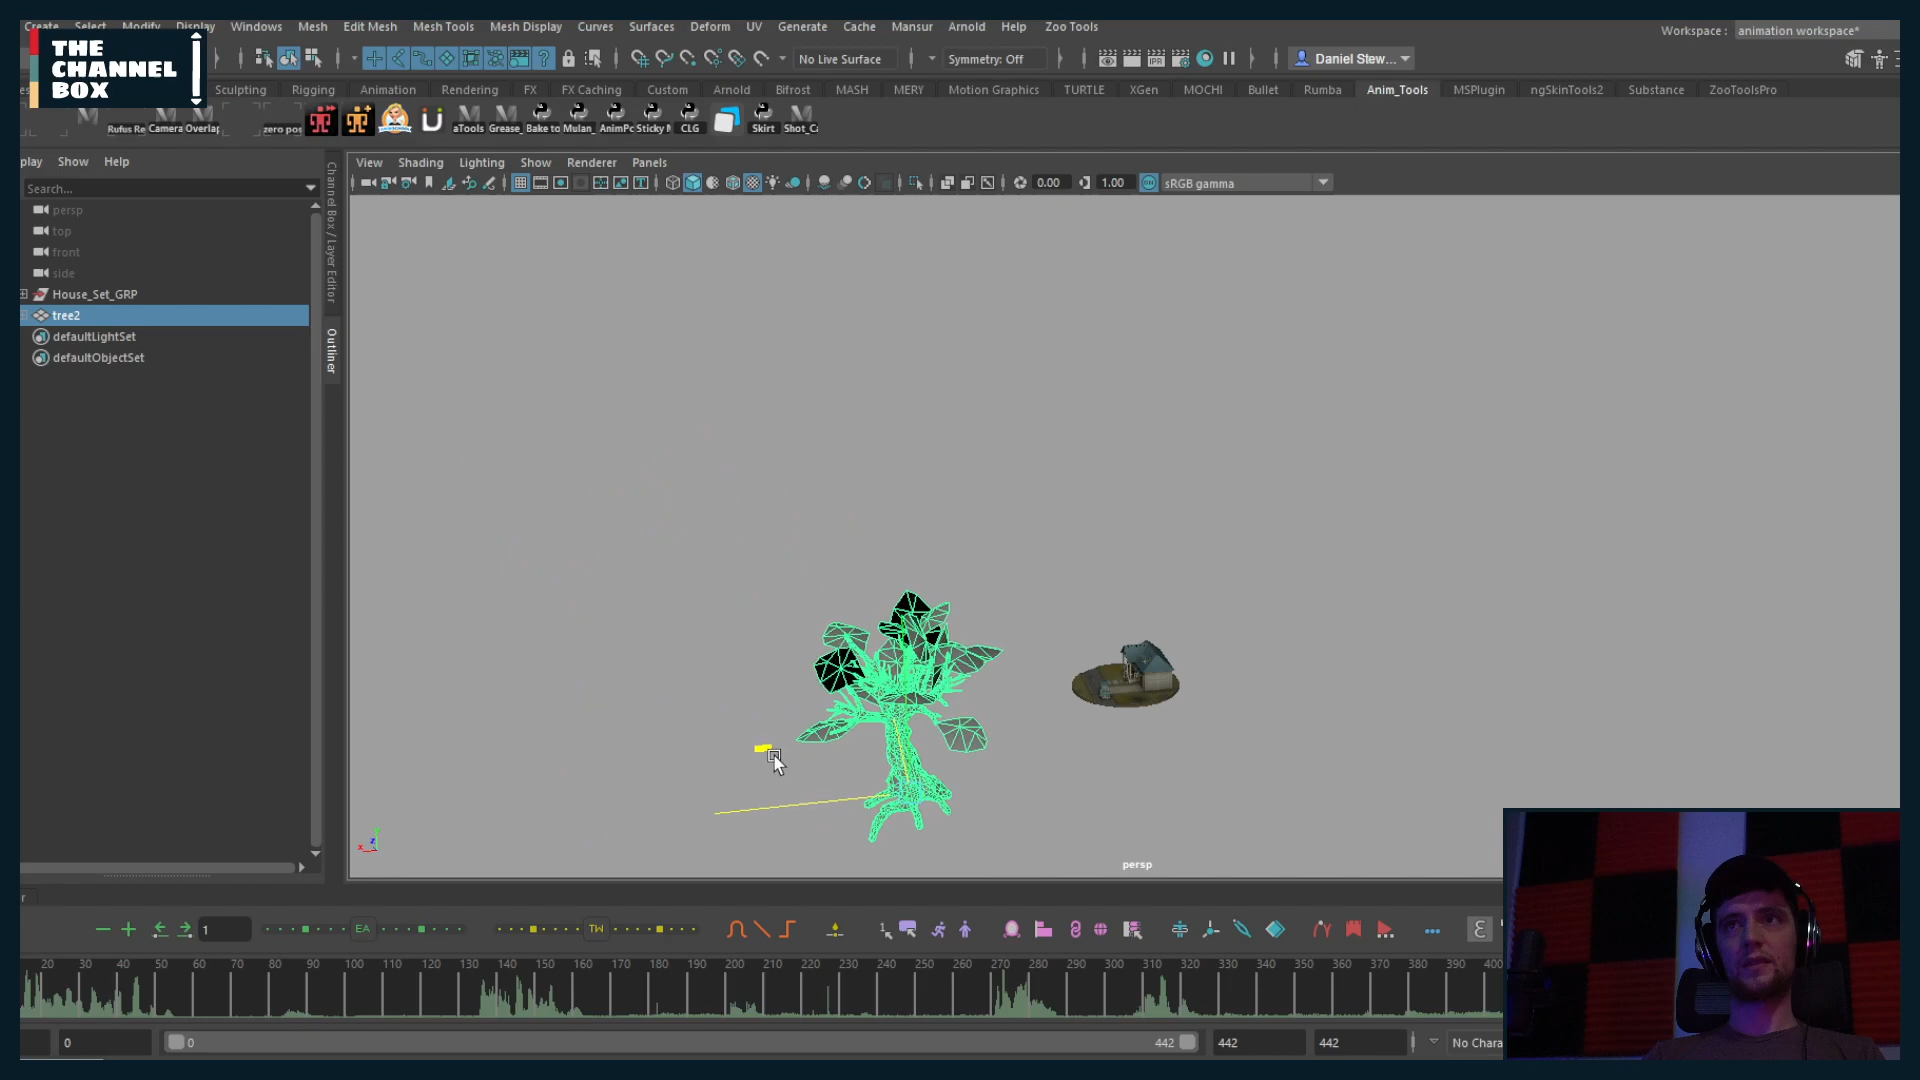 Create Select Modify Display Windows Mesh Edit Mesh Mesh Tools Mesh Display Curves Surfaces Deform UV Generate Cache Mansur Arnold Help Zoo Tools
Workspace : animation workspace*
THE
CHANNEL
BOX
No Live Surface
Symmetry: Off
Daniel Stew...
Sculpting Rigging Animation Rendering FX FX Caching Custom Arnold Bifrost MASH MERY Motion Graphics TURTLE XGen MOCHI Bullet Rumba Anim_Tools MSPlugin ngSkinTools2 Substance ZooToolsPro
Rufus Re Camera Overlap zero pos aTools Grease_ Bake to Mulan_ AnimPo Sticky M CLG Skirt Shot_Ca
play Show Help
View Shading Lighting Show Renderer Panels
Search...
0.00 1.00 sRGB gamma
persp
top
front
side
House_Set_GRP
tree2
defaultLightSet
defaultObjectSet
Channel Box / Layer Editor
Outliner
persp
1 EA TW
20 30 40 50 60 70 80 90 100 110 120 130 140 150 160 170 180 190 200 210 220 230 240 250 260 270 280 290 300 310 320 330 340 350 360 370 380 390 400
0 0 442 442 442 No Chara